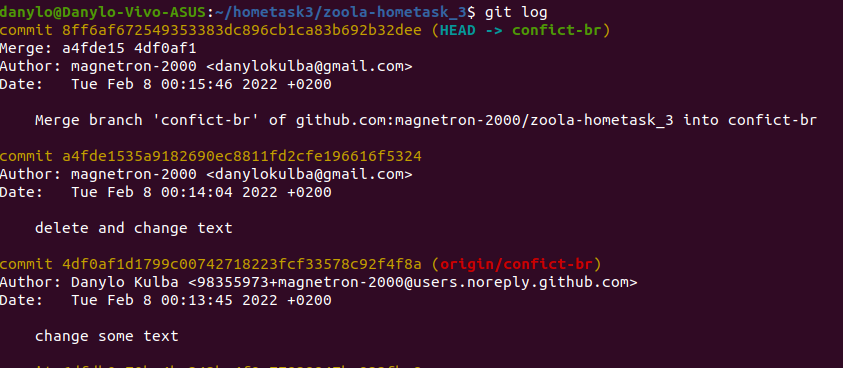 danylo@Danylo-Vivo-ASUS:~/hometask3/zoola-hometask_3$ git log
commit 8ff6af672549353383dc896cb1ca83b692b32dee (HEAD -> confict-br)
Merge: a4fde15 4df0af1
Author: magnetron-2000 <danylokulba@gmail.com>
Date:   Tue Feb 8 00:15:46 2022 +0200
    Merge branch 'confict-br' of github.com:magnetron-2000/zoola-hometask_3 into confict-br
commit a4fde1535a9182690ec8811fd2cfe196616f5324
Author: magnetron-2000 <danylokulba@gmail.com>
Date:   Tue Feb 8 00:14:04 2022 +0200
    delete and change text
commit 4df0af1d1799c00742718223fcf33578c92f4f8a (origin/confict-br)
Author: Danylo Kulba <98355973+magnetron-2000@users.noreply.github.com>
Date:   Tue Feb 8 00:13:45 2022 +0200
    change some text